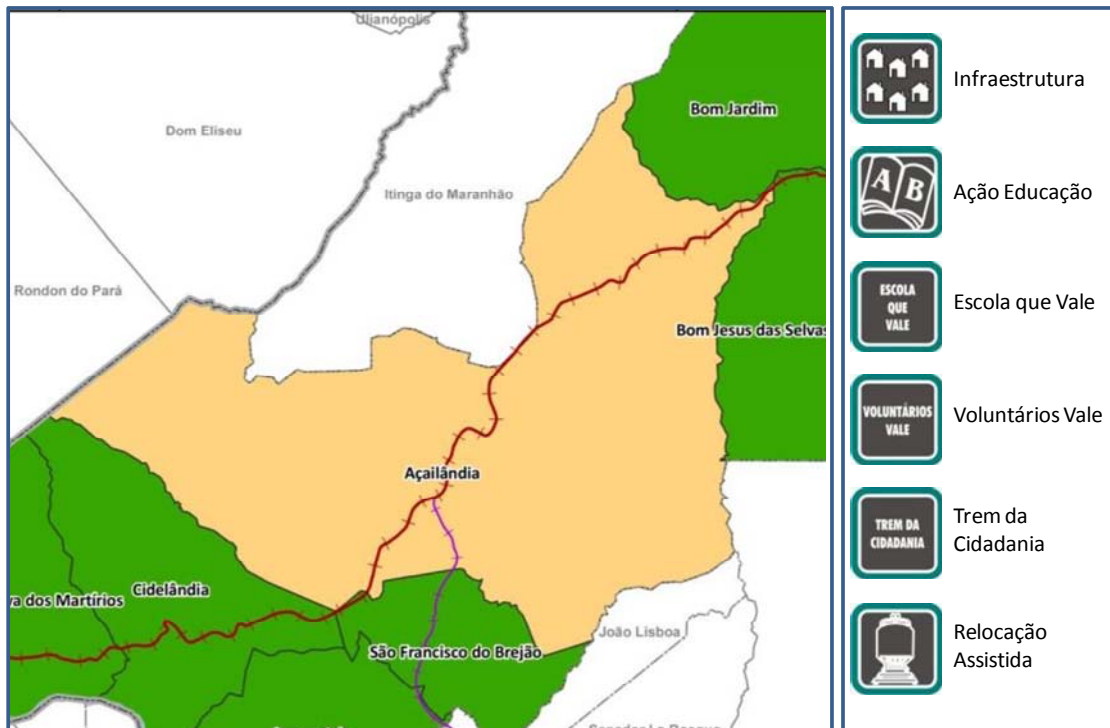 Ulianópolis
Bom Jardim
Dom Eliseu
Itinga do Maranhão
Rondon do Pará
Bom Jesus das Selvas
Açailândia
Cidelândia
va dos Martírios
São Francisco do Brejão
João Lisboa
Infraestrutura
A B
Ação Educação
ESCOLA
QUE
VALE
Escola que Vale
VOLUNTÁRIOS
VALE
Voluntários Vale
TREM DA
CIDADANIA
Trem da
Cidadania
Relocação
Assistida